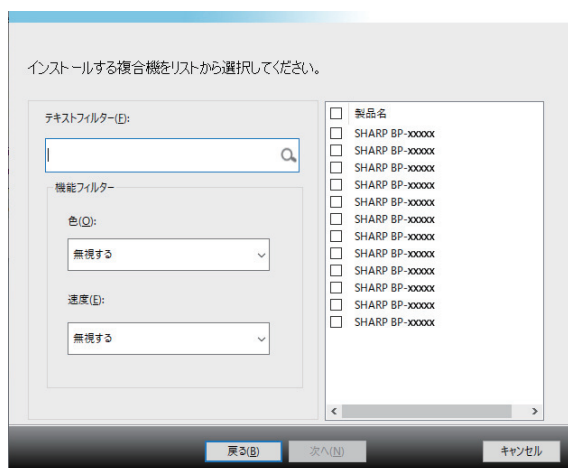 インストールする複合機をリストから選択してください。
テキストフィルター(F):
機能フィルター
色(O):
無視する
速度(E):
無視する
製品名
SHARP BP-xxxxx
SHARP BP-xxxxx
SHARP BP-xxxxx
SHARP BP-xxxxx
SHARP BP-xxxxx
SHARP BP-xxxxx
SHARP BP-xxxxx
SHARP BP-xxxxx
SHARP BP-xxxxx
SHARP BP-xxxxx
SHARP BP-xxxxx
SHARP BP-xxxxx
戻る(B)
次へ(N)
キャンセル